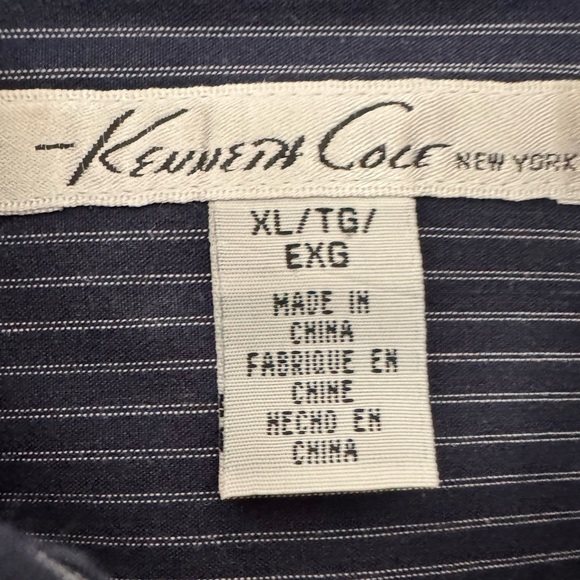 -KENNETH COLE NEW YORK
XL/TG/
EXG
MADE IN
CHINA
FABRIQUE EN
CHINE
HECHO EN
CHINA